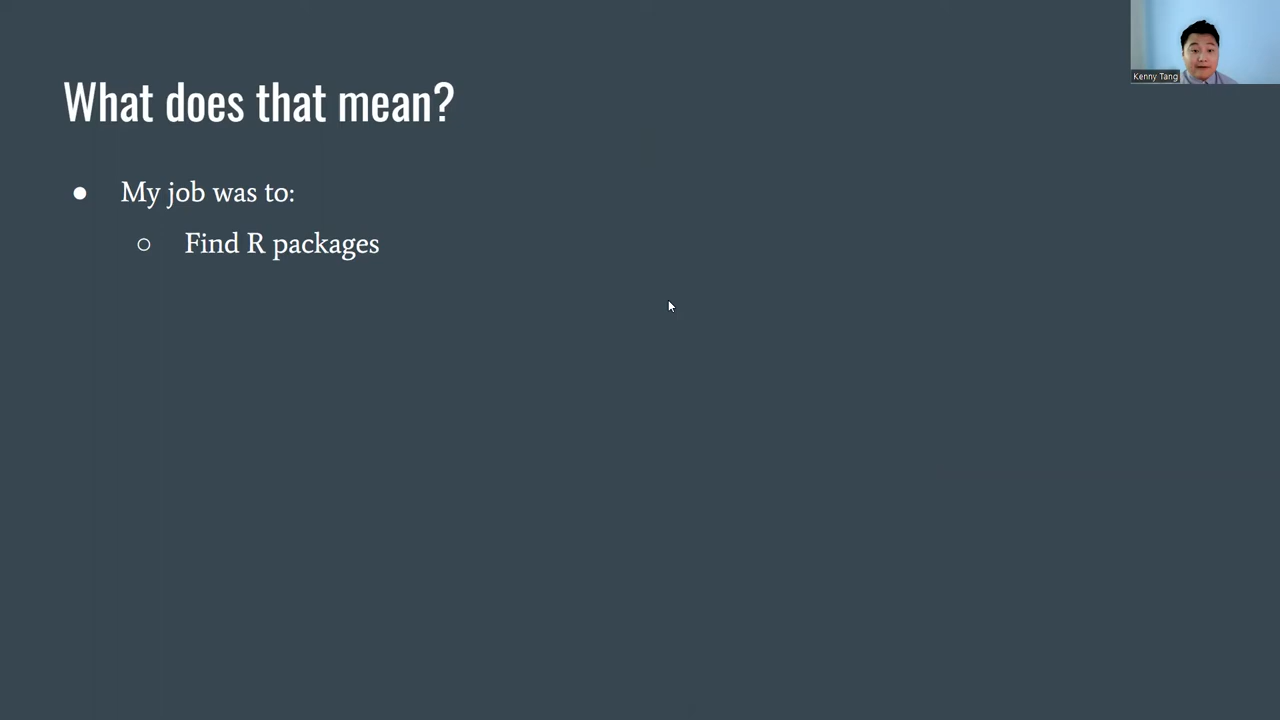 Kenny Tang
What does that mean?
● My job was to:
○ Find R packages